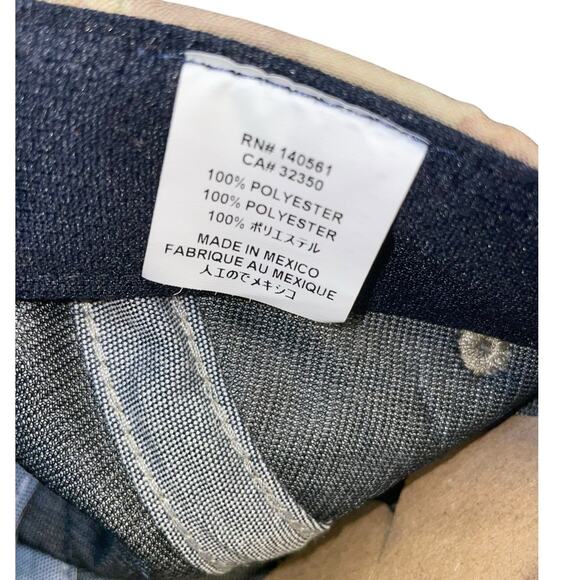 RN# 140561
CA# 32350
100% POLYESTER
100% POLYESTER
100% ポリエステル
MADE IN MEXICO
FABRIQUE AU MEXIQUE
人工のでメキシコ